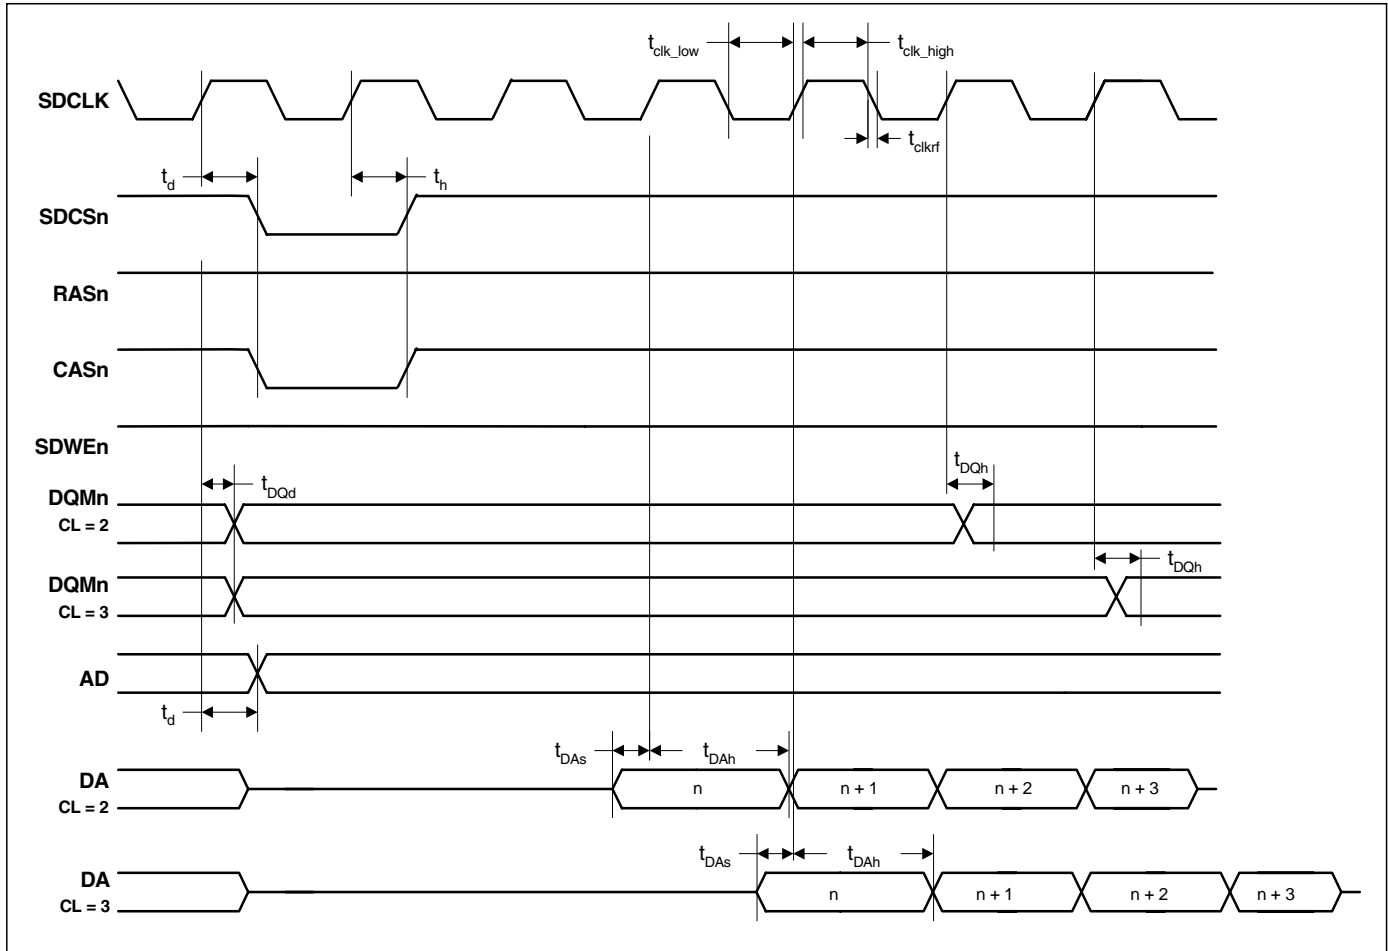 t_clk_low
t_clk_high
SDCLK
t_clkrf
t_d
t_h
SDCSn
RASn
CASn
SDWEn
t_DQh
t_DQd
DQMn
CL = 2
t_DQh
DQMn
CL = 3
AD
t_d
t_DAs
t_DAh
DA
CL = 2
n
n + 1
n + 2
n + 3
t_DAs
t_DAh
DA
CL = 3
n
n + 1
n + 2
n + 3